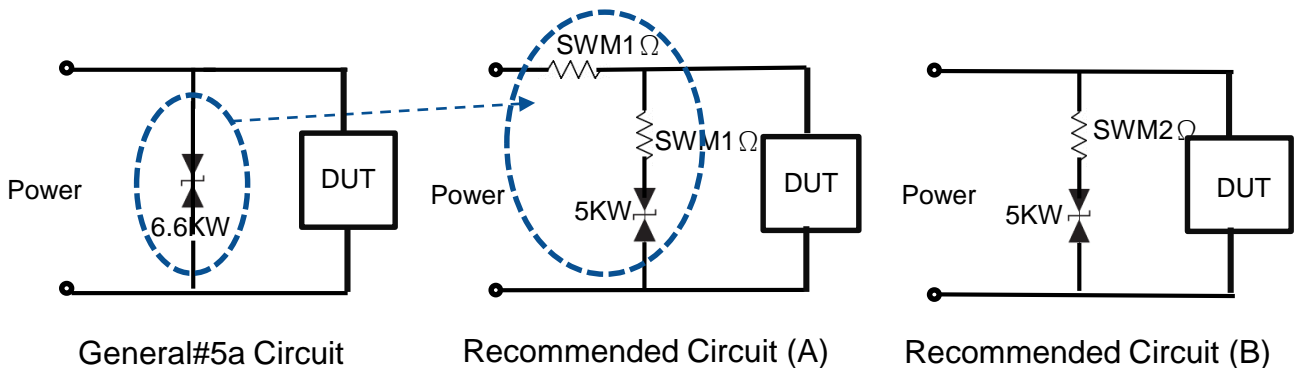 Power
6.6KW
DUT
General#5a Circuit
SWM1Ω
SWM1Ω
Power
5KW
DUT
Recommended Circuit (A)
SWM2Ω
Power
5KW
DUT
Recommended Circuit (B)